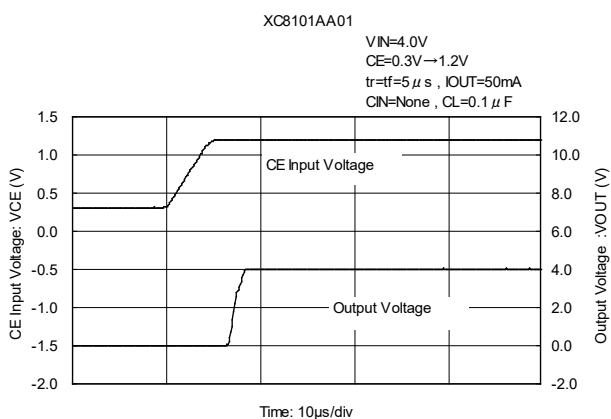 XC8101AA01
VIN=4.0V
CE=0.3V→1.2V
tr=tf=5μs , IOUT=50mA
CIN=None , CL=0.1μF
CE Input Voltage: VCE (V)
1.5
1.0
0.5
0.0
-0.5
-1.0
-1.5
-2.0
CE Input Voltage
Output Voltage
12.0
10.0
8.0
6.0
4.0
2.0
0.0
-2.0
Output Voltage :VOUT (V)
Time: 10μs/div